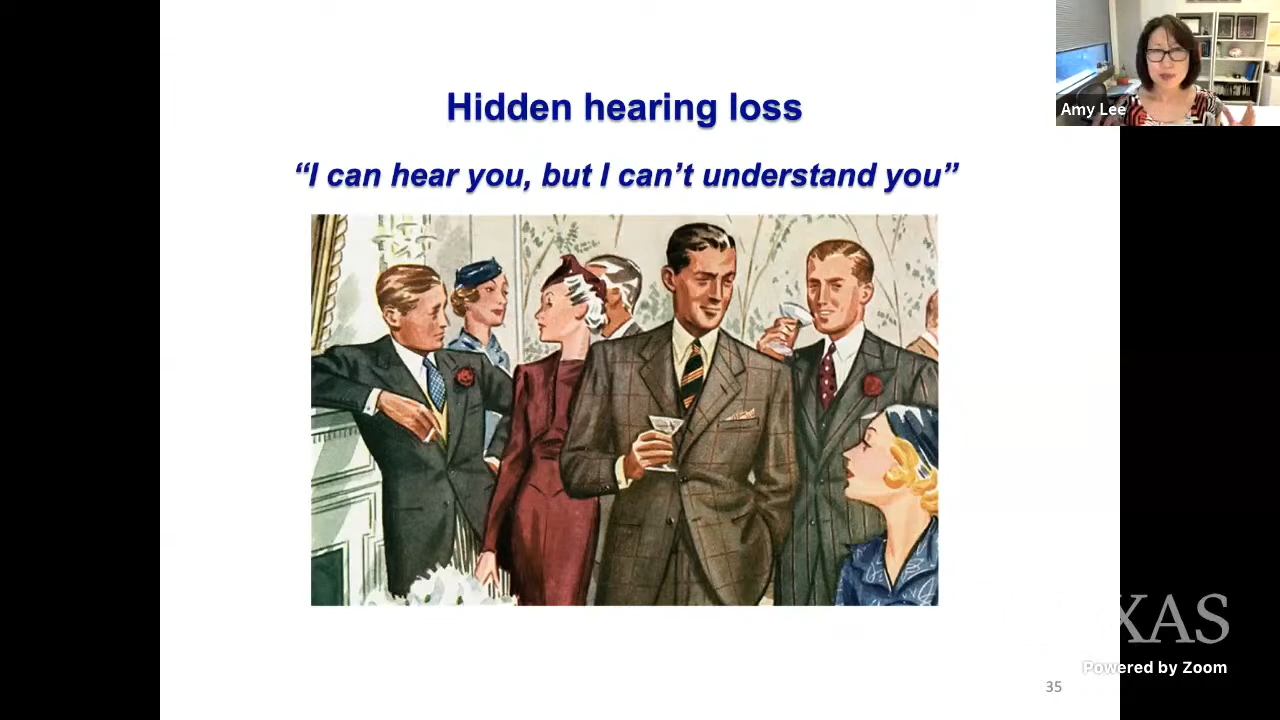 Hidden hearing loss
“I can hear you, but I can’t understand you”
Amy Lee
XAS
Powered by Zoom
35